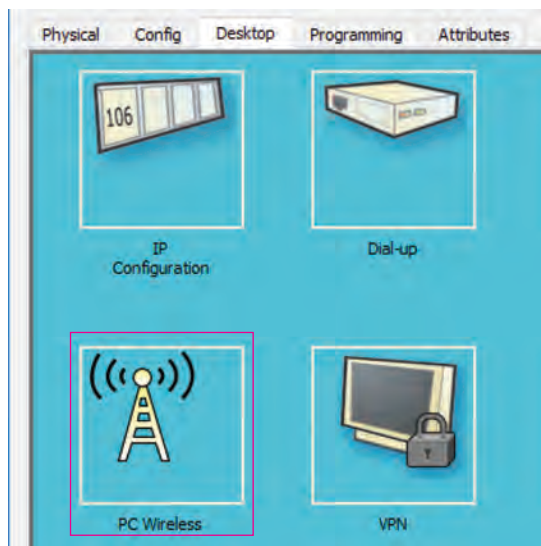 Physical Config Desktop Programming Attributes
106
IP
Configuration
Dial-up
PC Wireless
VPN